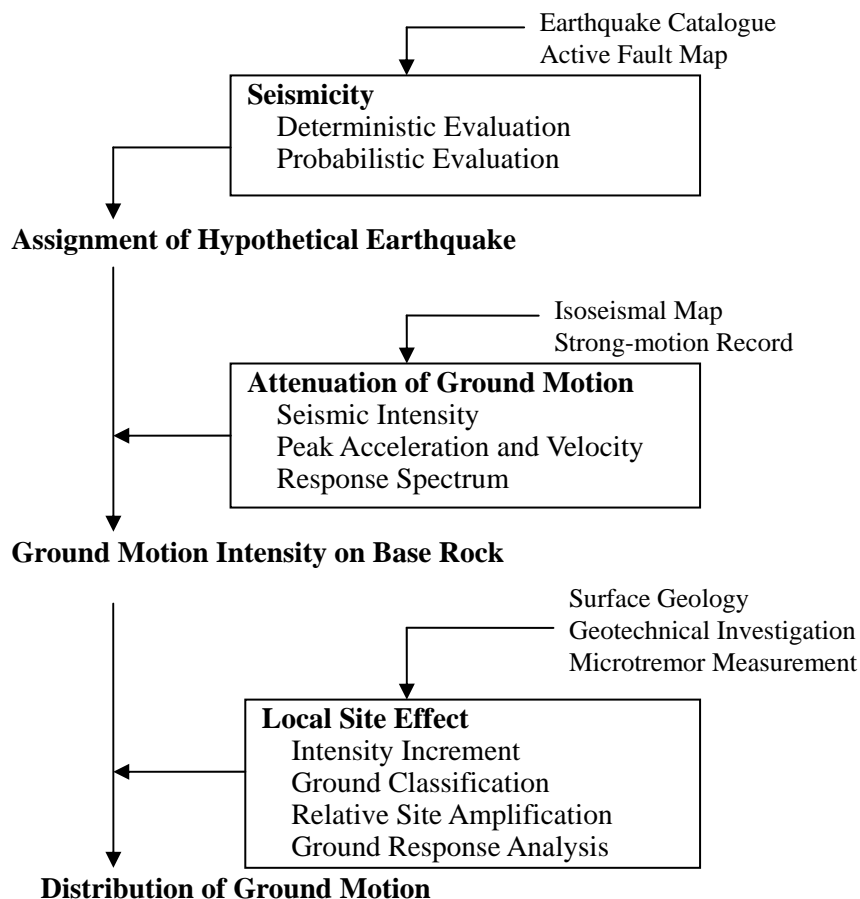 Earthquake Catalogue
Active Fault Map
Seismicity
Deterministic Evaluation
Probabilistic Evaluation
Assignment of Hypothetical Earthquake
Isoseismal Map
Strong-motion Record
Attenuation of Ground Motion
Seismic Intensity
Peak Acceleration and Velocity
Response Spectrum
Ground Motion Intensity on Base Rock
Surface Geology
Geotechnical Investigation
Microtremor Measurement
Local Site Effect
Intensity Increment
Ground Classification
Relative Site Amplification
Ground Response Analysis
Distribution of Ground Motion